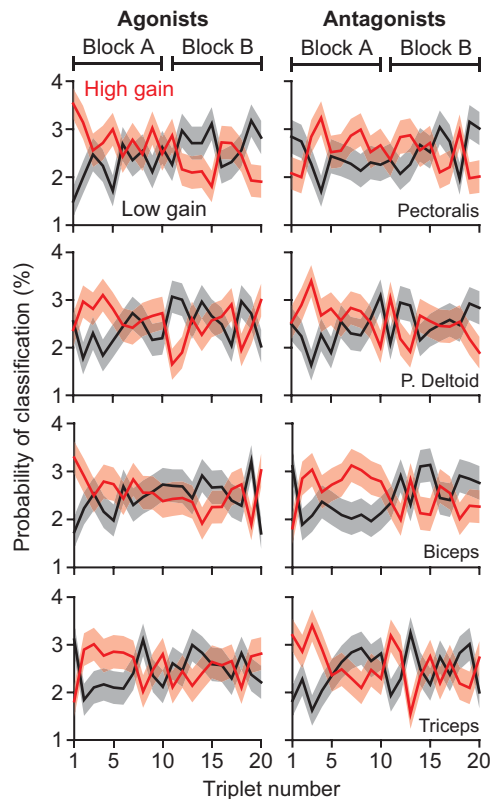 Agonists
Antagonists
Block A
Block B
Block A
Block B
4
High gain
3
2
Low gain
1
Pectoralis
4
3
2
1
P. Deltoid
4
3
2
1
Biceps
4
3
2
1
Triceps
1 5 10 15 20
1 5 10 15 20
Triplet number
Probability of classification (%)